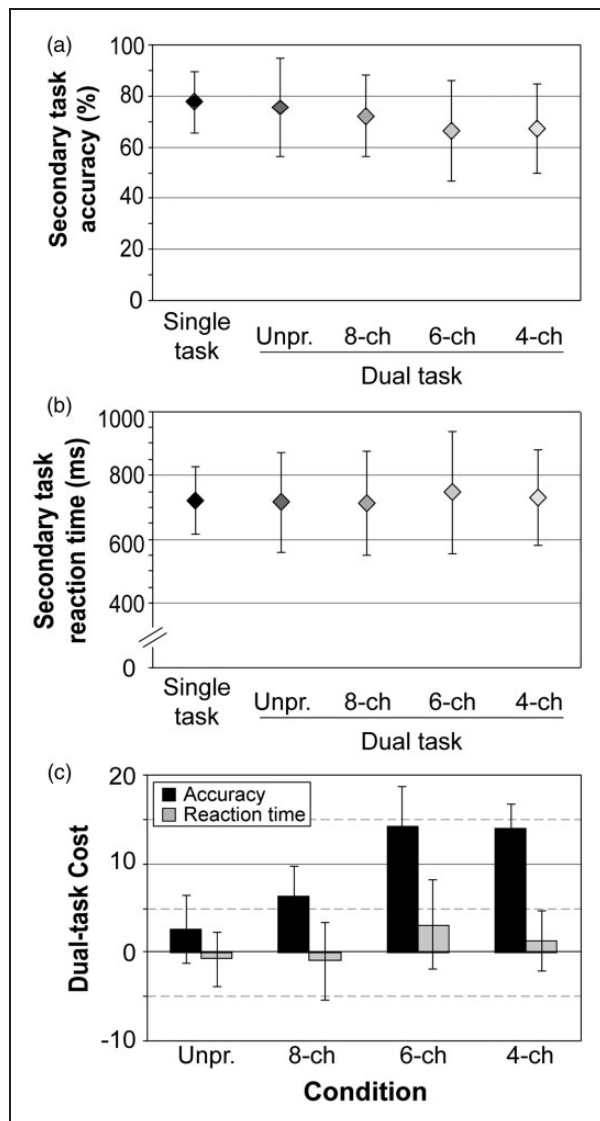 (a)
Secondary task
accuracy (%)
100
80
60
40
20
0
Single
task
Unpr. 8-ch 6-ch 4-ch
Dual task
(b)
Secondary task
reaction time (ms)
1000
800
600
400
0
Single
task
Unpr. 8-ch 6-ch 4-ch
Dual task
(c)
Dual-task Cost
20
10
0
-10
Accuracy
Reaction time
Unpr. 8-ch 6-ch 4-ch
Condition